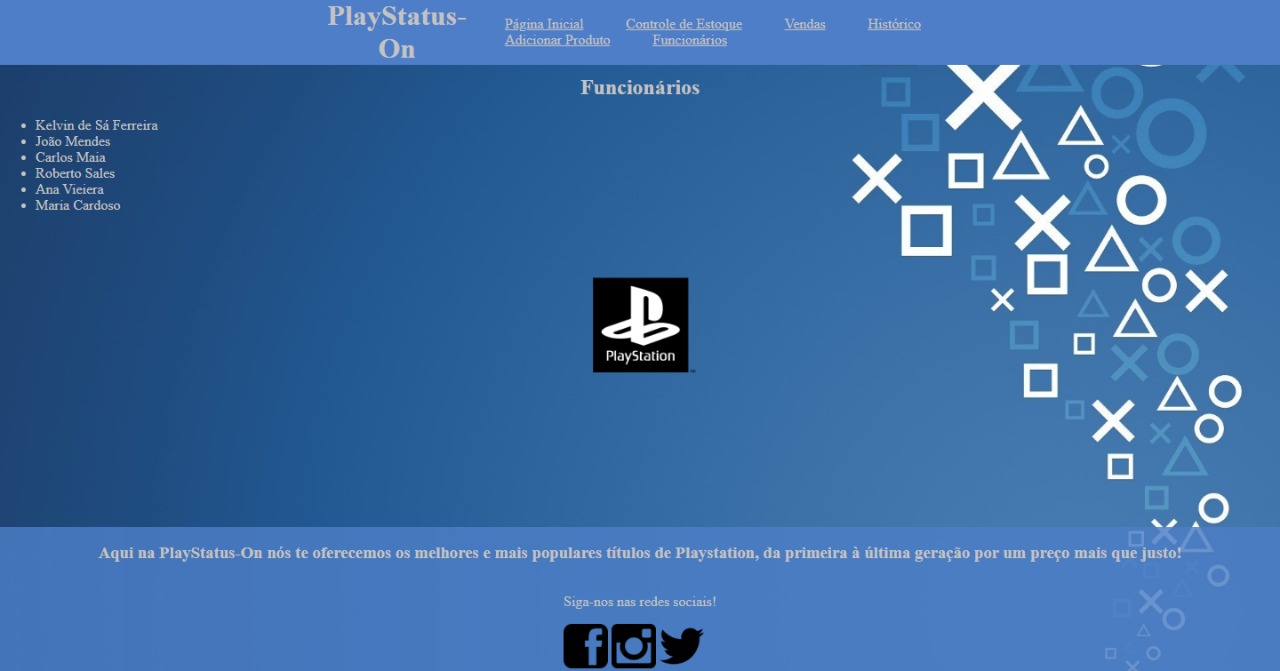 PlayStatus-
On
Página Inicial Controle de Estoque Vendas Histórico
Adicionar Produto Funcionários
Funcionários
Kelvin de Sá Ferreira
João Mendes
Carlos Maia
Roberto Sales
Ana Vieiera
Maria Cardoso
PlayStation
Aqui na PlayStatus-On nós te oferecemos os melhores e mais populares títulos de Playstation, da primeira à última geração por um preço mais que justo!
Siga-nos nas redes sociais!